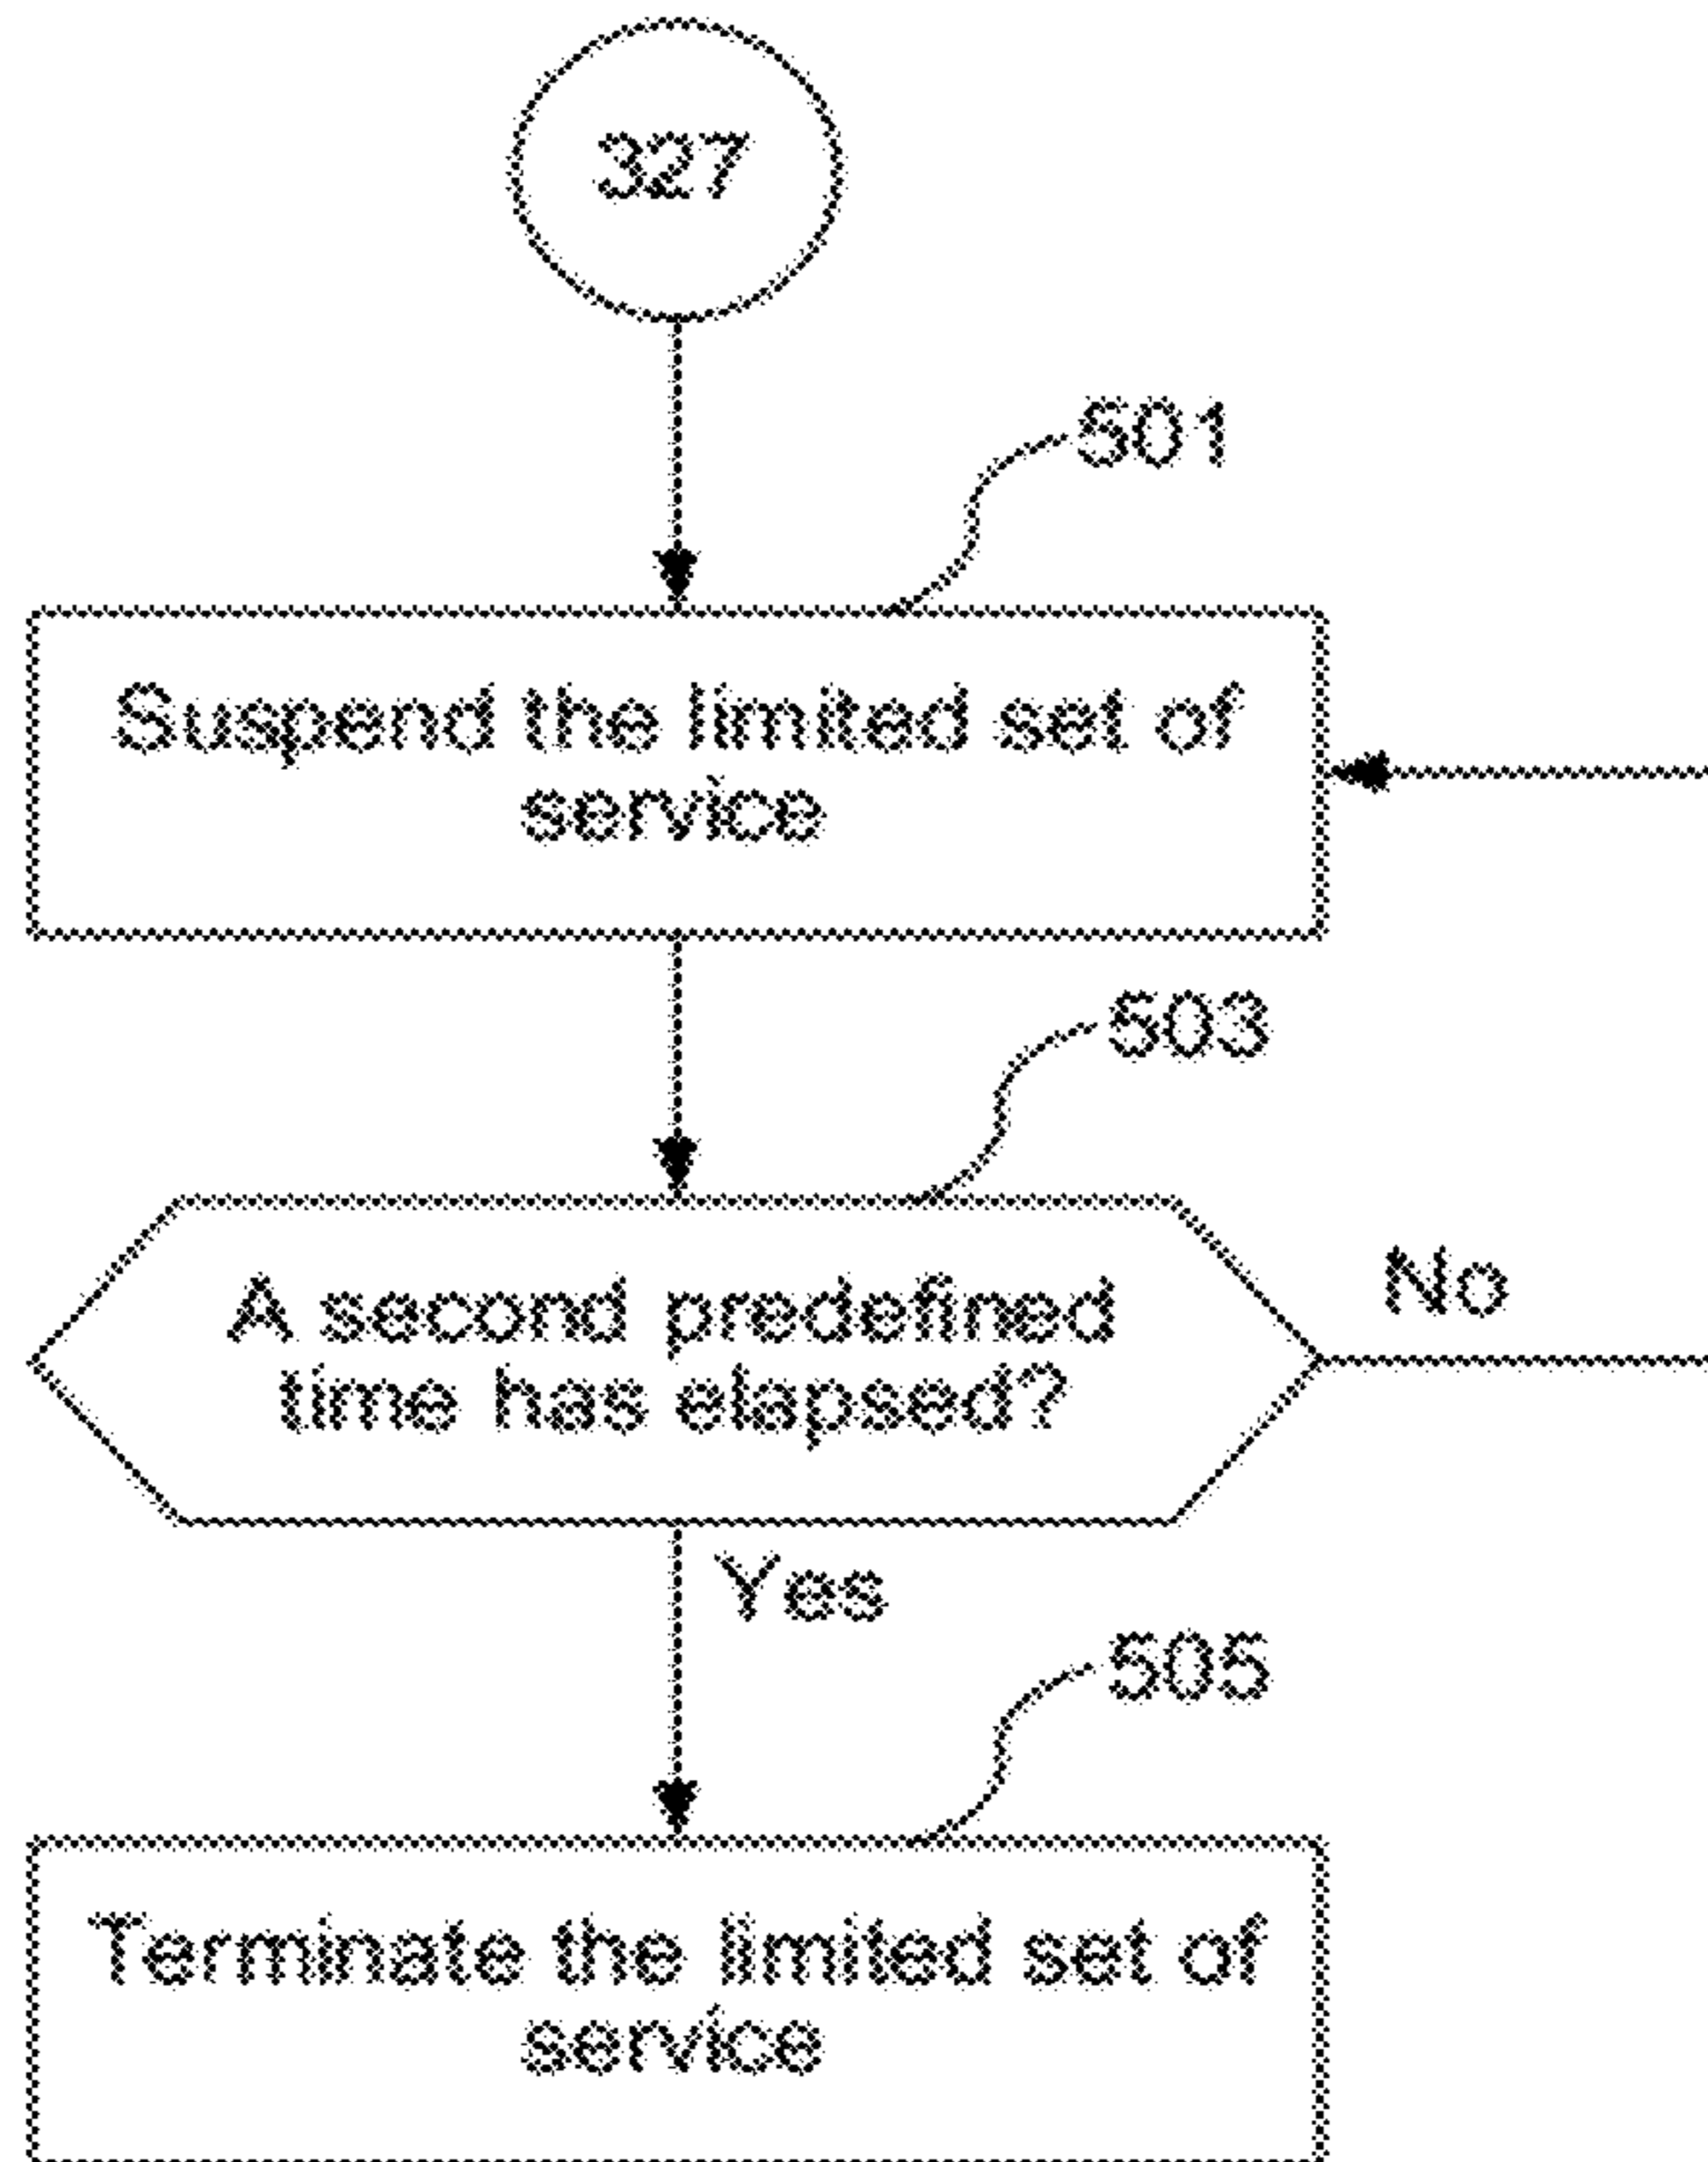 327
501
Suspend the limited set of
service
503
A second predefined
time has elapsed?
No
Yes
505
Terminate the limited set of
service